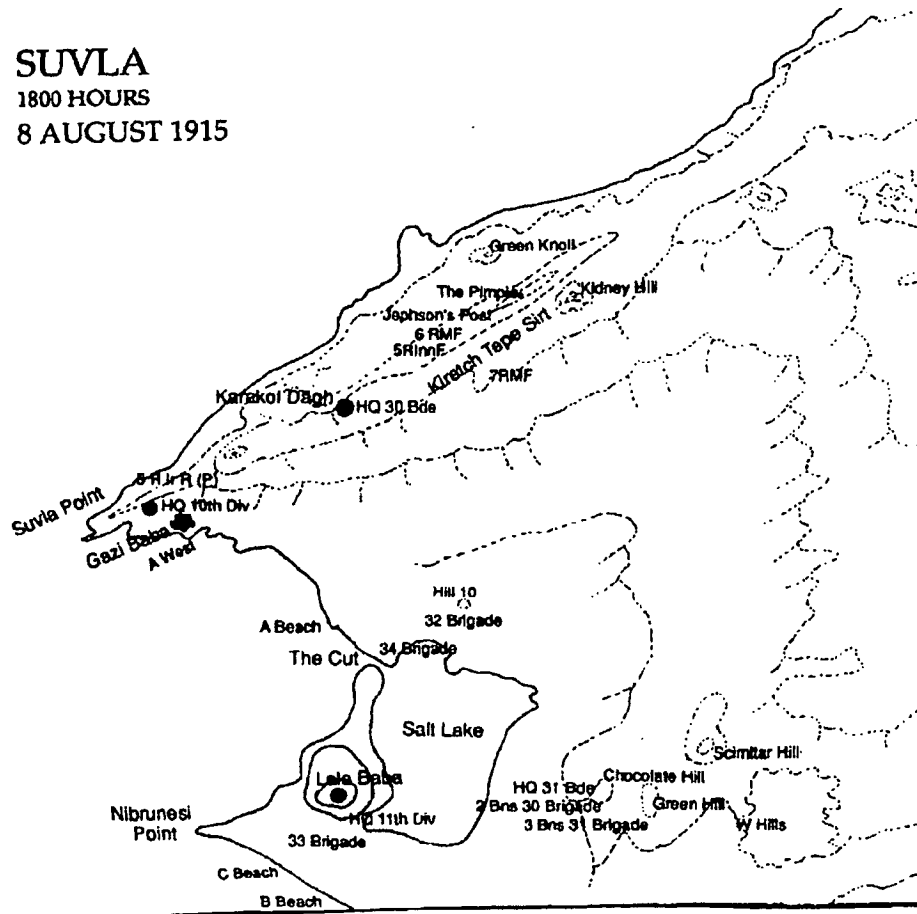 SUVLA
1800 HOURS
8 AUGUST 1915
Green Knoll
The Pimple
Kidney Hill
Jephson's Post
6 RMF
5RInnF
Kiretch Tepe Sirt
7RMF
Karakol Dagh
HQ 30 Bde
5 R Ir R (P)
Suvla Point
HQ 10th Div
Gazi Baba
A West
Hill 10
32 Brigade
A Beach
34 Brigade
The Cut
Salt Lake
Scimitar Hill
Lala Baba
Chocolate Hill
HQ 31 Bde
2 Bns 30 Brigade
Green Hill
Nibrunesi
Point
HQ 11th Div
3 Bns 31 Brigade
W Hills
33 Brigade
C Beach
B Beach